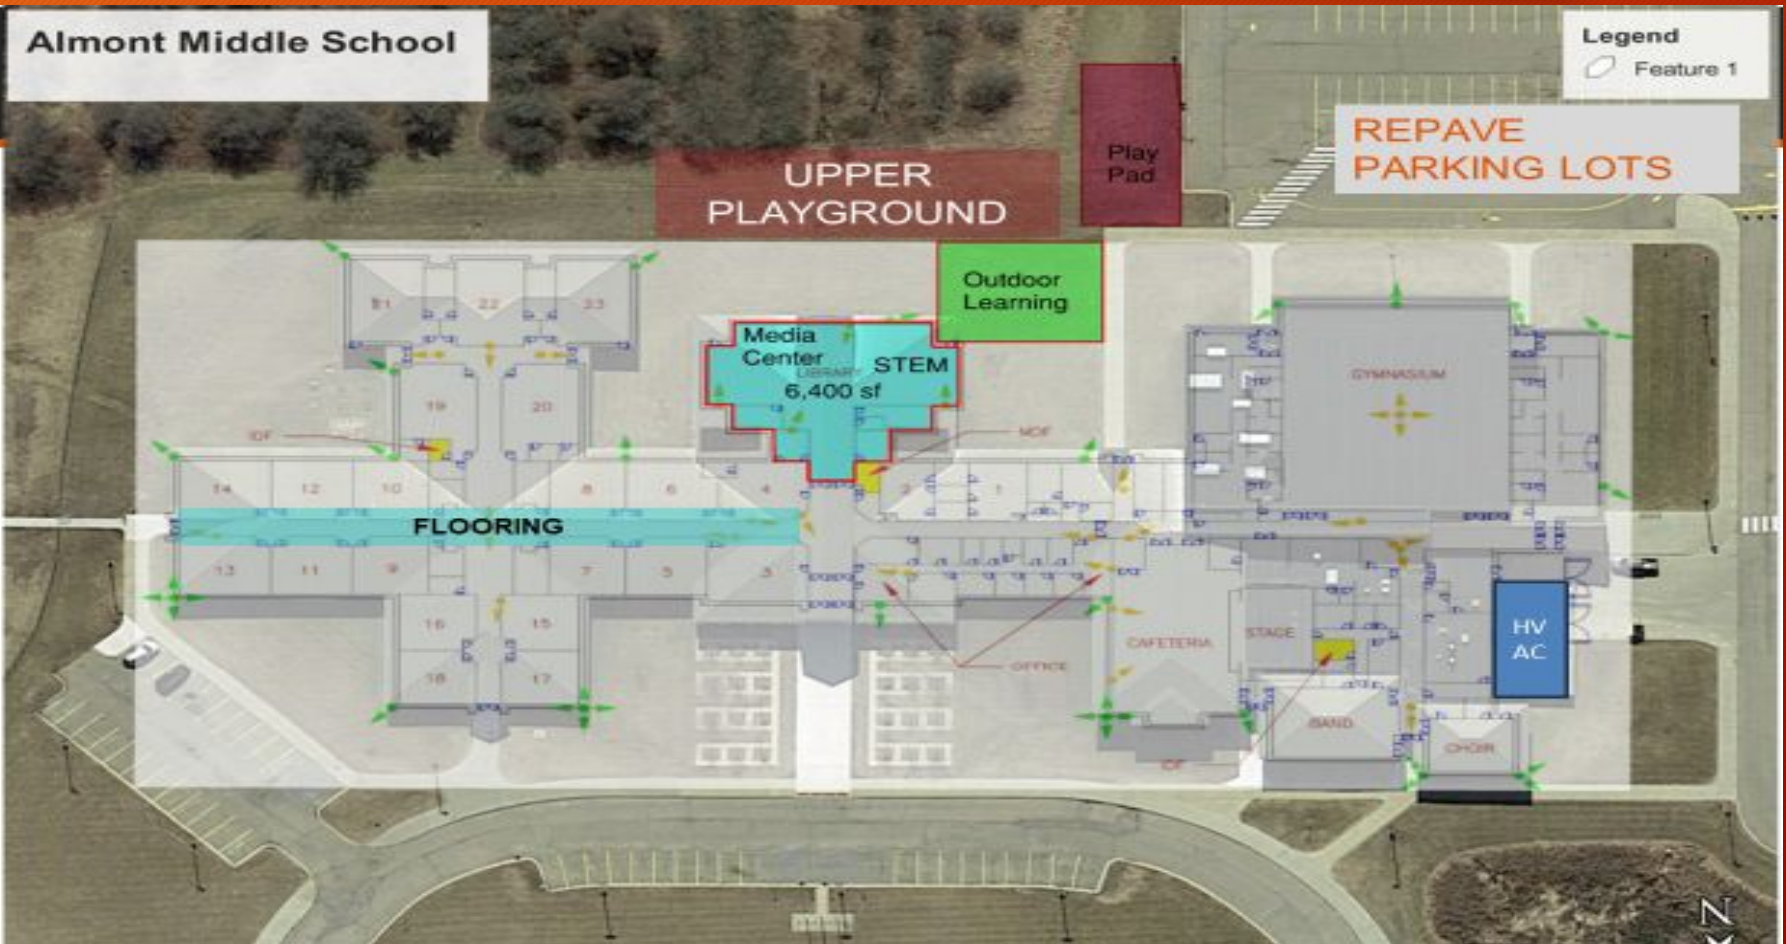 Almont Middle School
Legend
Feature 1
REPAVE
PARKING LOTS
Play
Pad
UPPER
PLAYGROUND
Outdoor
Learning
21
22
23
Media
Center
LIBRARY
STEM
6,400 sf
GYMNASIUM
19
20
IDF
MDF
14
12
10
8
6
4
2
1
FLOORING
13
11
9
7
5
3
16
15
18
17
OFFICE
CAFETERIA
STAGE
HV
AC
BAND
CHOIR
IDF
N